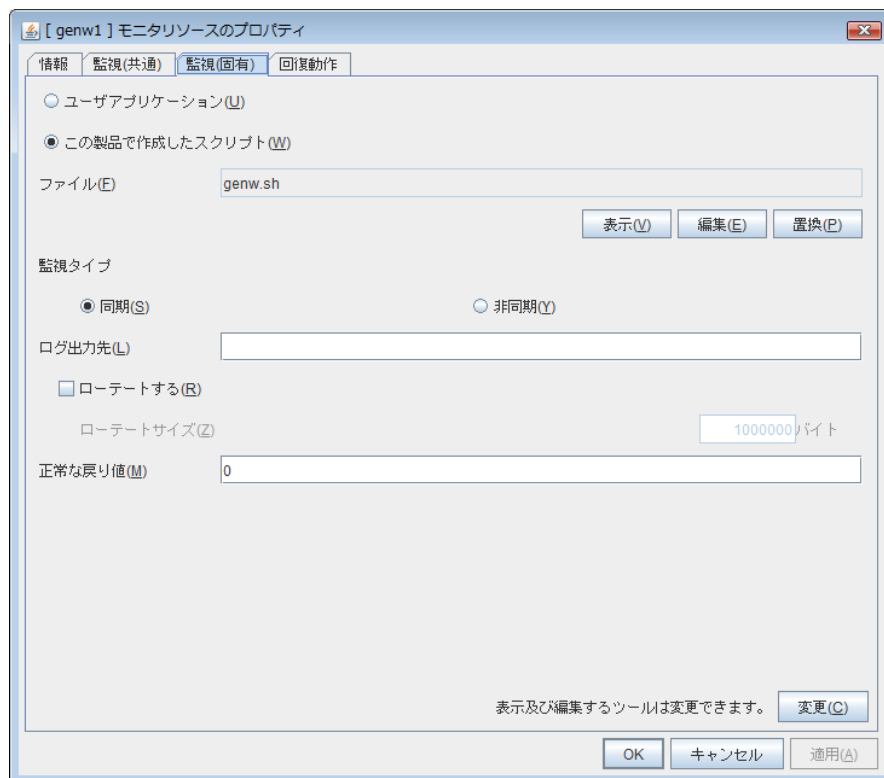 [ genw1 ] モニタリソースのプロパティ
情報 監視(共通) 監視(固有) 回復動作
ユーザアプリケーション(U)
この製品で作成したスクリプト(W)
ファイル(F) genw.sh
表示(V) 編集(E) 置換(P)
監視タイプ
同期(S) 非同期(Y)
ログ出力先(L)
ローテートする(R)
ローテートサイズ(Z) 1000000 バイト
正常な戻り値(M) 0
表示及び編集するツールは変更できます。 変更(C)
OK キャンセル 適用(A)